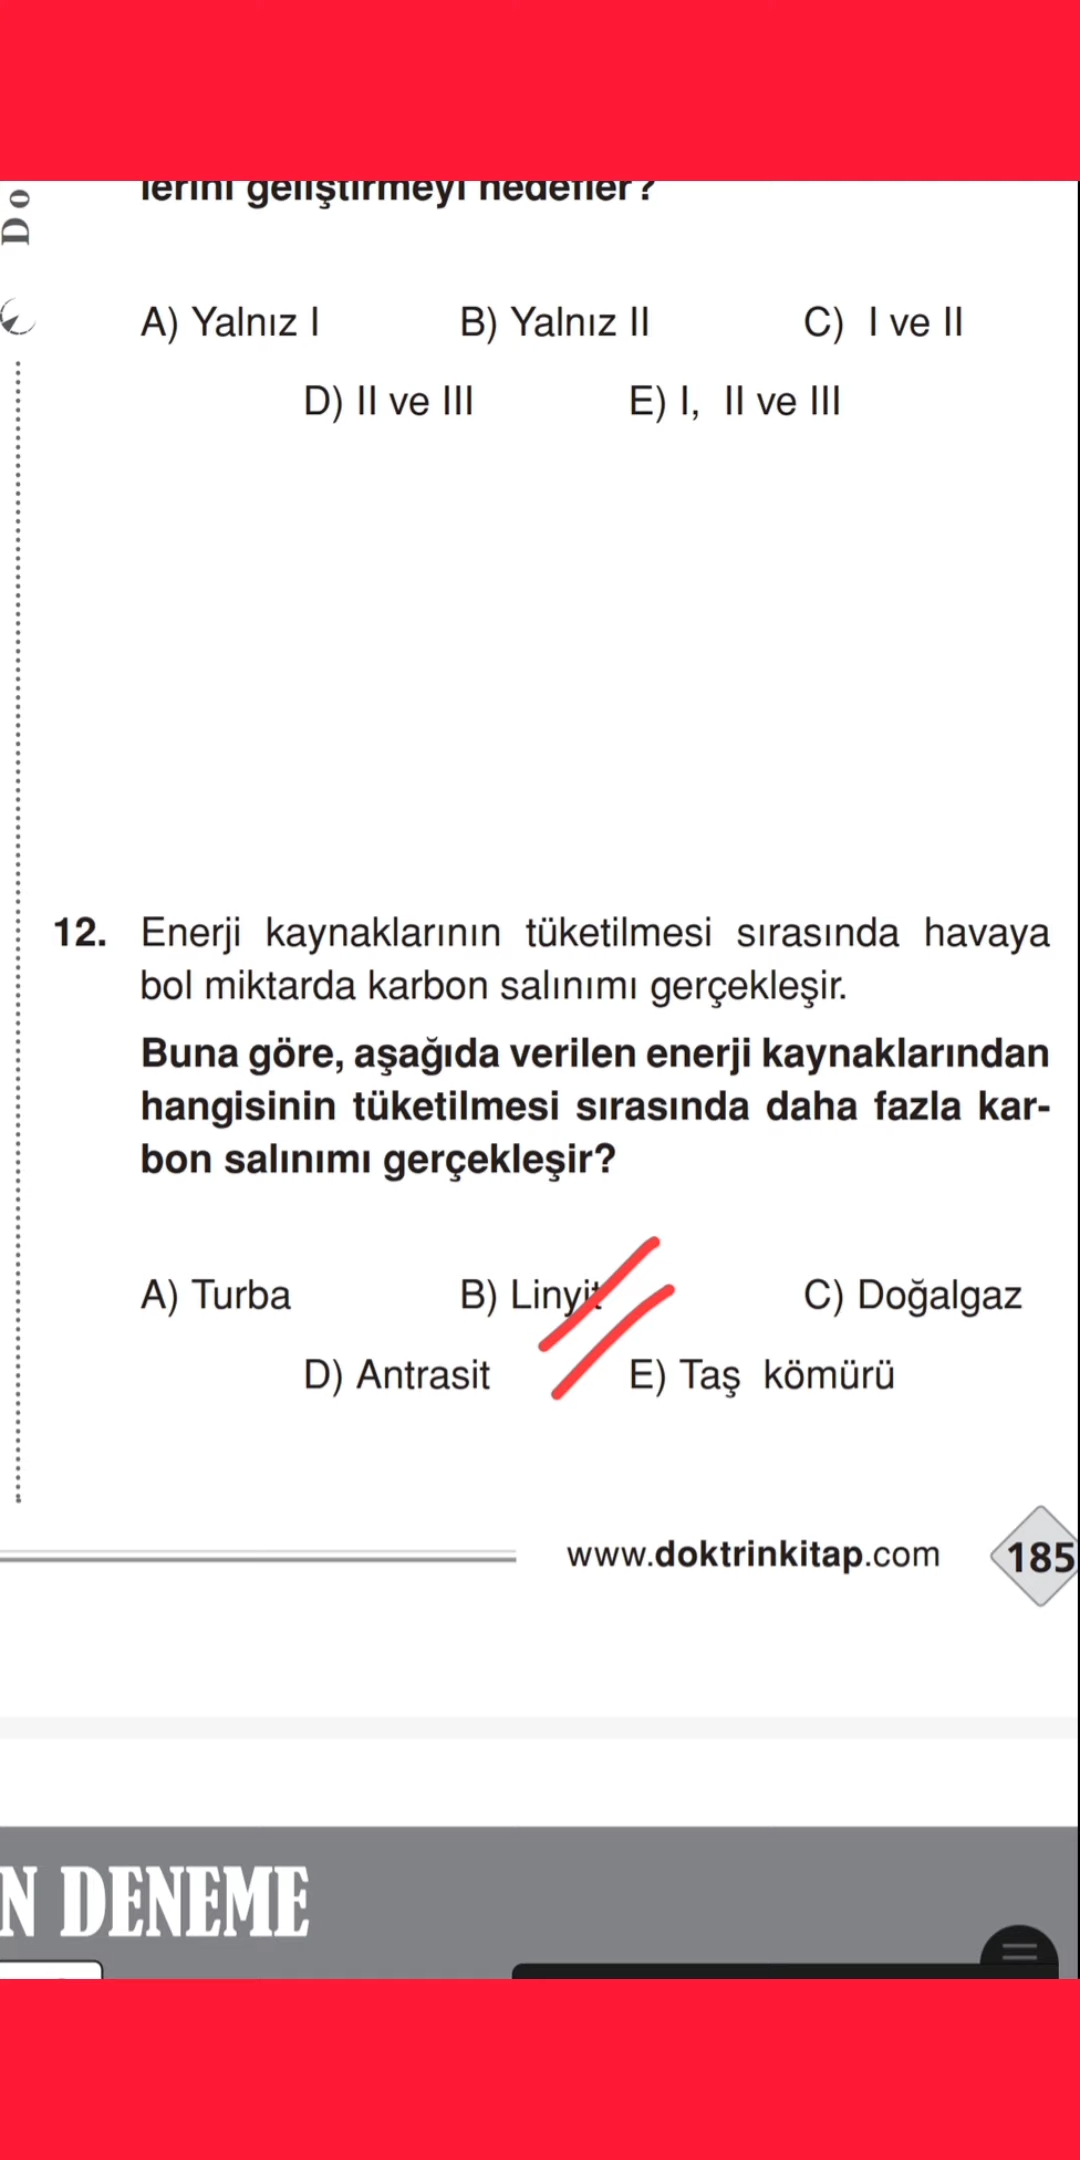 lerini geliştirmeyi hedefler?
Do
A) Yalnız I B) Yalnız II C) I ve II
D) II ve III E) I, II ve III
12. Enerji kaynaklarının tüketilmesi sırasında havaya
bol miktarda karbon salınımı gerçekleşir.
Buna göre, aşağıda verilen enerji kaynaklarından
hangisinin tüketilmesi sırasında daha fazla kar-
bon salınımı gerçekleşir?
A) Turba B) Linyit C) Doğalgaz
D) Antrasit E) Taş kömürü
www.doktrinkitap.com 185
N DENEME